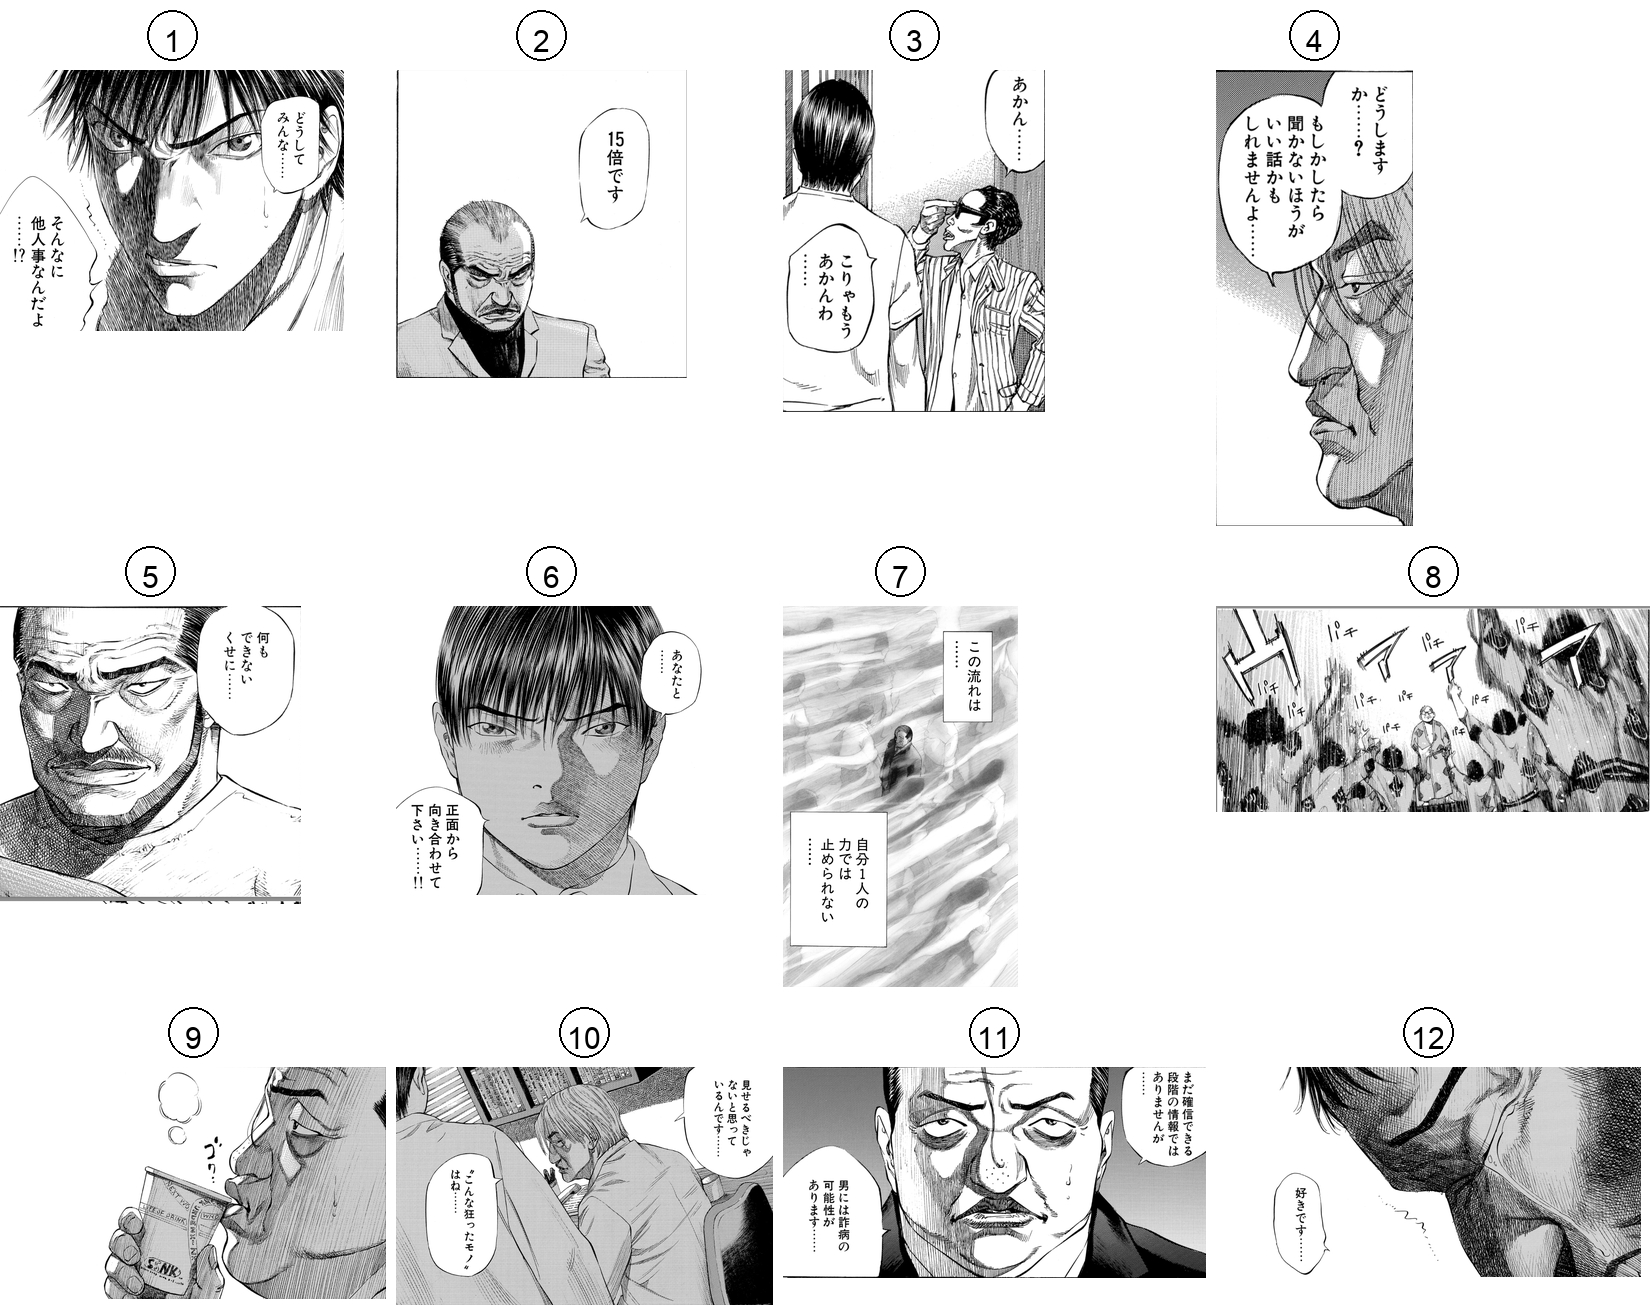 1
どうして
みんな……
そんなに
他人事なんだよ
……!?
2
15倍です
3
あかん……
こりゃもう
あかんわ
……
4
どうします
か………?
もしかしたら
聞かないほうが
いい話かも
しれませんよ……
5
何も
できない
くせに……
6
あなたと
……
正面から
向き合わせて
下さい……!!
7
この流れは
……
自分1人の
力では
止められない
……
8
パチ
パチ
パチ
パチ
パチ
パチ
パチ
パチ
パチ
パチ
9
ゴク…
10
見せるべきじゃ
ないと思って
いるんです……
“こんな狂ったモノ”
はね……
11
まだ確信できる
段階の情報では
ありませんが
男には詐病の
可能性が
あります……
12
好きです……